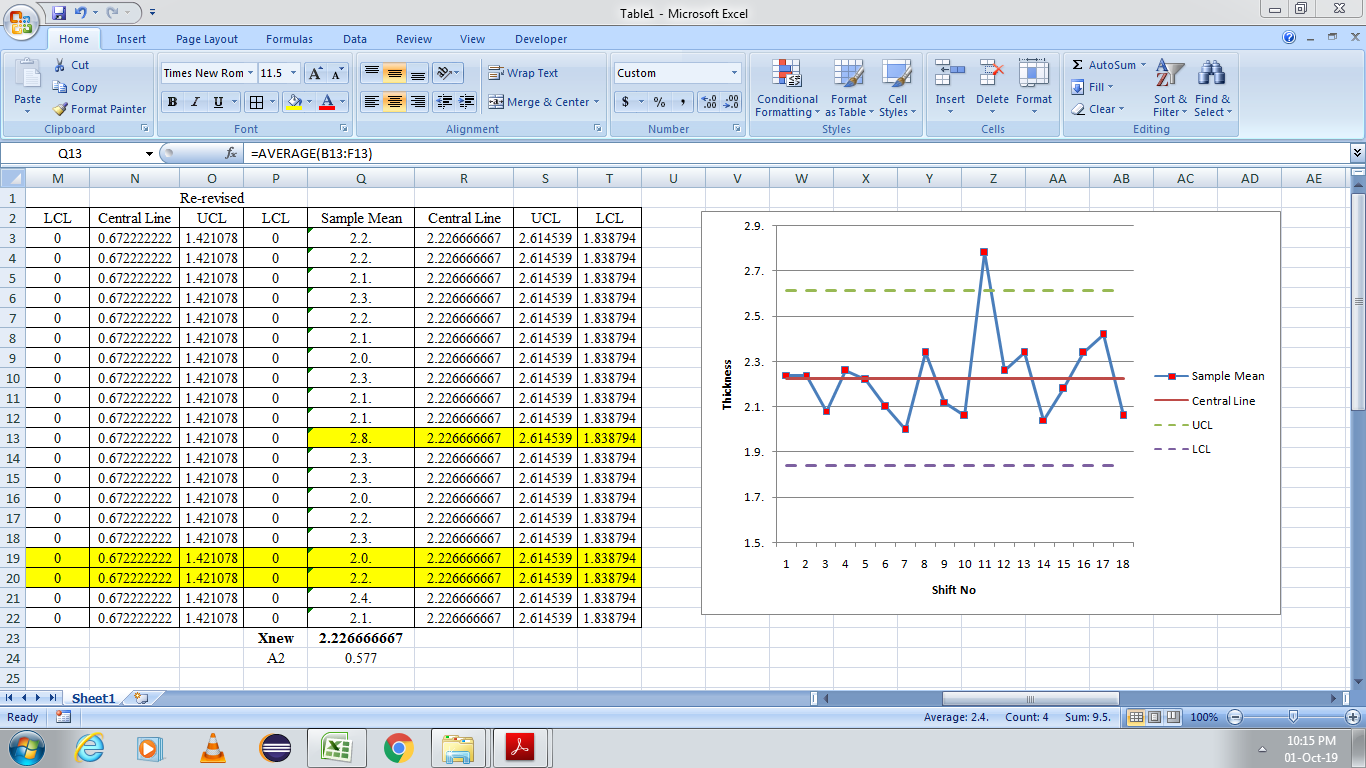 Table1 - Microsoft Excel
Home Insert Page Layout Formulas Data Review View Developer
Paste
Cut
Copy
Format Painter
Clipboard
Times New Rom 11.5 A A
B I U A
Font
Wrap Text
Merge & Center
Alignment
Custom
$ % , .0 .00 .00 .0
Number
Conditional Formatting
Format as Table
Cell Styles
Styles
Insert Delete Format
Cells
Σ AutoSum
Fill
Clear
Sort & Filter
Find & Select
Editing
Q13 fx =AVERAGE(B13:F13)
M N O P Q R S T U V W X Y Z AA AB AC AD AE
1 Re-revised
2 LCL Central Line UCL LCL Sample Mean Central Line UCL LCL
3 0 0.672222222 1.421078 0 2.2. 2.226666667 2.614539 1.838794
4 0 0.672222222 1.421078 0 2.2. 2.226666667 2.614539 1.838794
5 0 0.672222222 1.421078 0 2.1. 2.226666667 2.614539 1.838794
6 0 0.672222222 1.421078 0 2.3. 2.226666667 2.614539 1.838794
7 0 0.672222222 1.421078 0 2.2. 2.226666667 2.614539 1.838794
8 0 0.672222222 1.421078 0 2.1. 2.226666667 2.614539 1.838794
9 0 0.672222222 1.421078 0 2.0. 2.226666667 2.614539 1.838794
10 0 0.672222222 1.421078 0 2.3. 2.226666667 2.614539 1.838794
11 0 0.672222222 1.421078 0 2.1. 2.226666667 2.614539 1.838794
12 0 0.672222222 1.421078 0 2.1. 2.226666667 2.614539 1.838794
13 0 0.672222222 1.421078 0 2.8. 2.226666667 2.614539 1.838794
14 0 0.672222222 1.421078 0 2.3. 2.226666667 2.614539 1.838794
15 0 0.672222222 1.421078 0 2.3. 2.226666667 2.614539 1.838794
16 0 0.672222222 1.421078 0 2.0. 2.226666667 2.614539 1.838794
17 0 0.672222222 1.421078 0 2.2. 2.226666667 2.614539 1.838794
18 0 0.672222222 1.421078 0 2.3. 2.226666667 2.614539 1.838794
19 0 0.672222222 1.421078 0 2.0. 2.226666667 2.614539 1.838794
20 0 0.672222222 1.421078 0 2.2. 2.226666667 2.614539 1.838794
21 0 0.672222222 1.421078 0 2.4. 2.226666667 2.614539 1.838794
22 0 0.672222222 1.421078 0 2.1. 2.226666667 2.614539 1.838794
23 Xnew 2.226666667
24 A2 0.577
25
2.9.
2.7.
2.5.
2.3.
2.1.
1.9.
1.7.
1.5.
Thickness
1 2 3 4 5 6 7 8 9 10 11 12 13 14 15 16 17 18
Shift No
Sample Mean
Central Line
UCL
LCL
Sheet1
Ready Average: 2.4. Count: 4 Sum: 9.5. 100%
10:15 PM
01-Oct-19